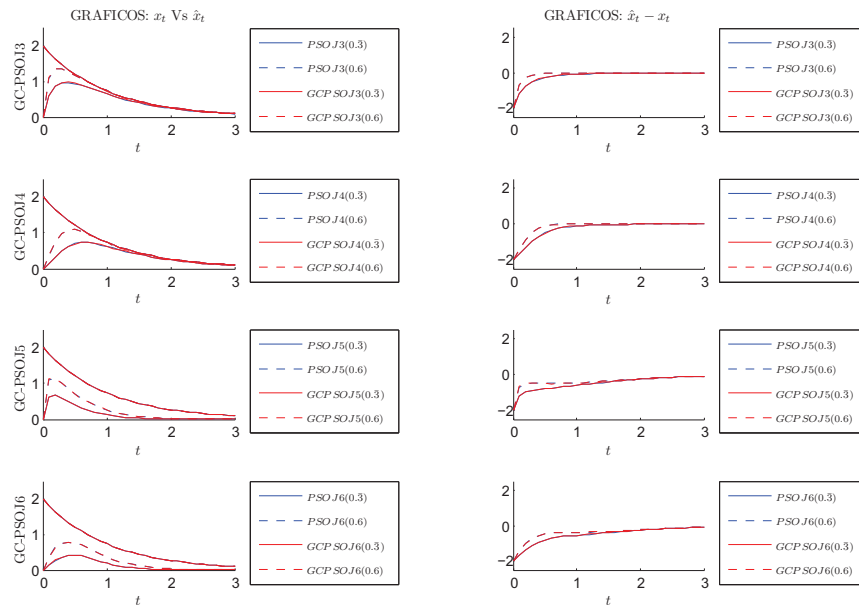 GRAFICOS: $x_t$ Vs $\hat{x}_t$
GC-PSOJ3
2
1
0
0 1 2 3
t
PSOJ3(0.3̄)
PSOJ3(0.6)
GCPSOJ3(0.3̄)
GCPSOJ3(0.6)
GRAFICOS: $\hat{x}_t - x_t$
2
0
−2
0 1 2 3
t
PSOJ3(0.3̄)
PSOJ3(0.6)
GCPSOJ3(0.3̄)
GCPSOJ3(0.6)
GC-PSOJ4
2
1
0
0 1 2 3
t
PSOJ4(0.3̄)
PSOJ4(0.6)
GCPSOJ4(0.3̄)
GCPSOJ4(0.6)
2
0
−2
0 1 2 3
t
PSOJ4(0.3̄)
PSOJ4(0.6)
GCPSOJ4(0.3̄)
GCPSOJ4(0.6)
GC-PSOJ5
2
1
0
0 1 2 3
t
PSOJ5(0.3̄)
PSOJ5(0.6)
GCPSOJ5(0.3̄)
GCPSOJ5(0.6)
2
0
−2
0 1 2 3
t
PSOJ5(0.3̄)
PSOJ5(0.6)
GCPSOJ5(0.3̄)
GCPSOJ5(0.6)
GC-PSOJ6
2
1
0
0 1 2 3
t
PSOJ6(0.3̄)
PSOJ6(0.6)
GCPSOJ6(0.3̄)
GCPSOJ6(0.6)
2
0
−2
0 1 2 3
t
PSOJ6(0.3̄)
PSOJ6(0.6)
GCPSOJ6(0.3̄)
GCPSOJ6(0.6)